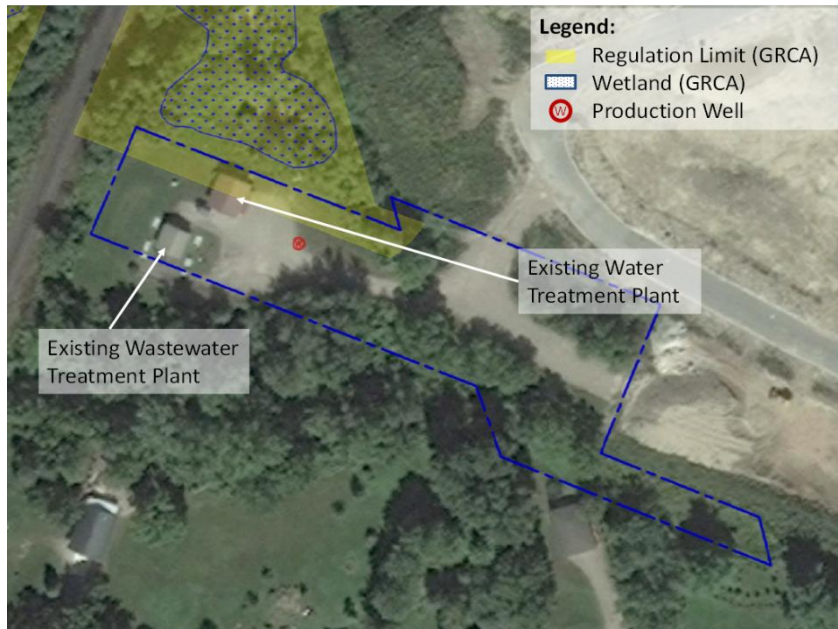 Legend:
Regulation Limit (GRCA)
Wetland (GRCA)
W Production Well
Existing Water
Treatment Plant
Existing Wastewater
Treatment Plant